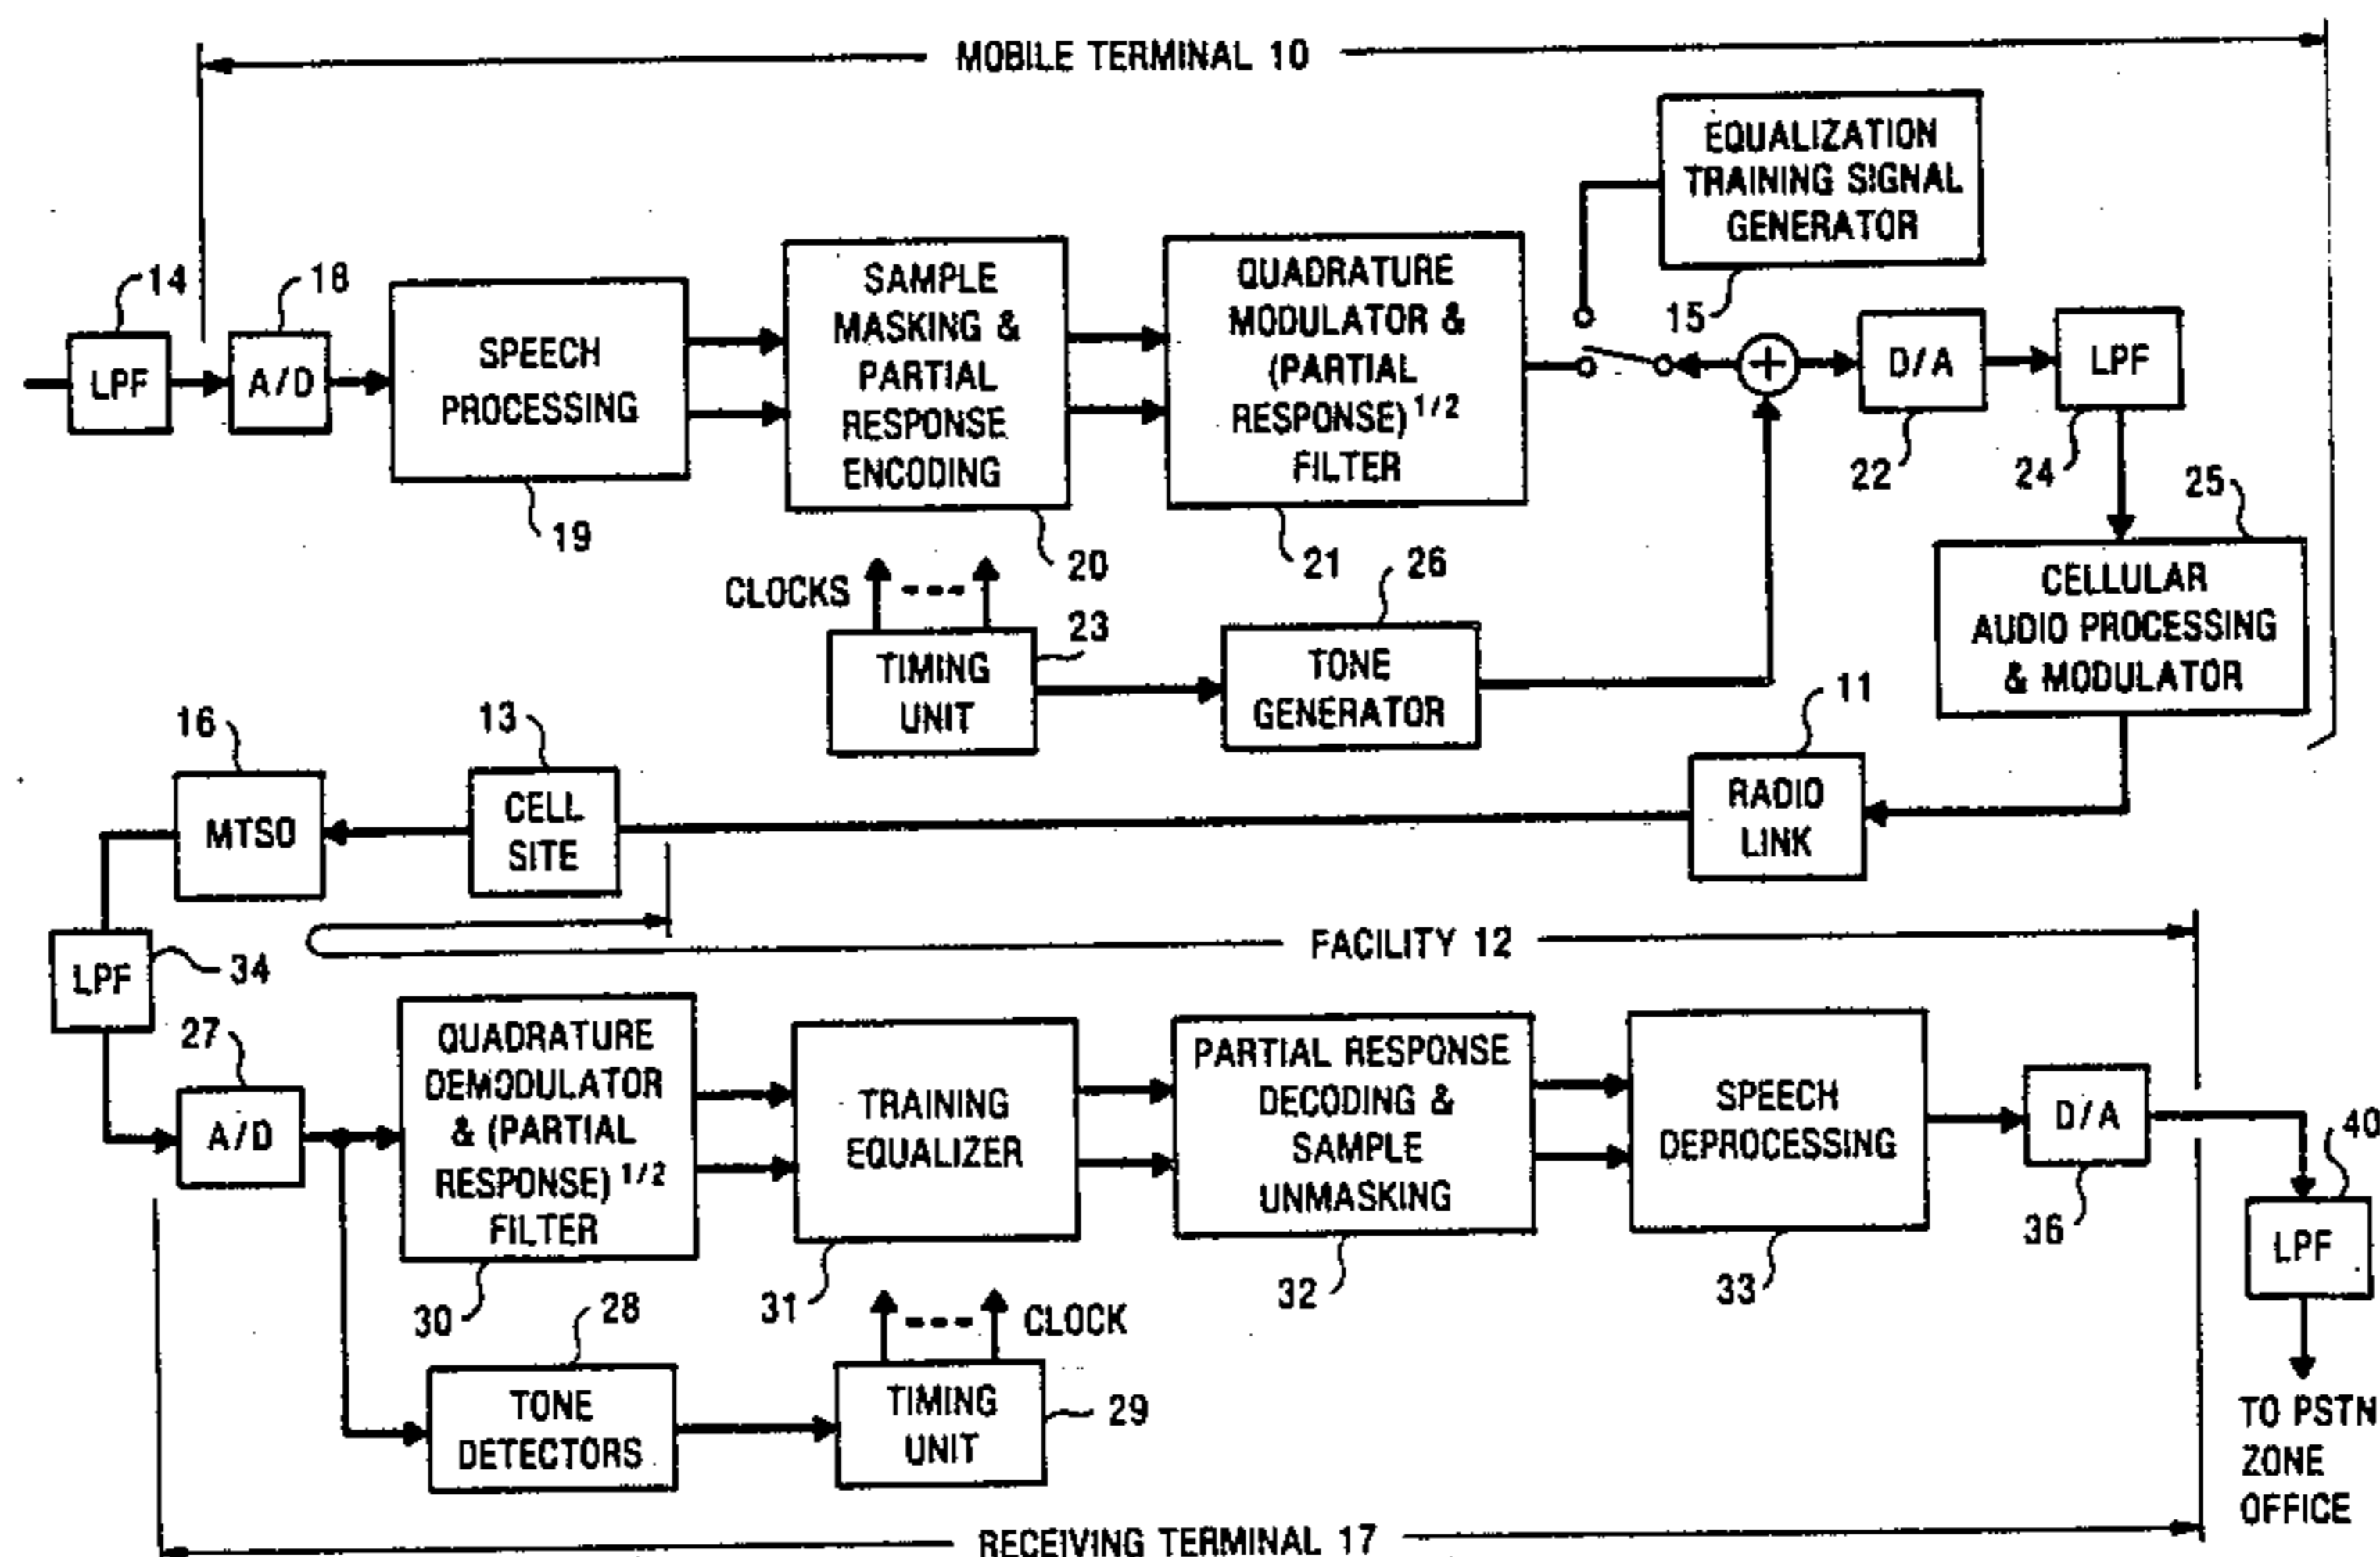 MOBILE TERMINAL 10
EQUALIZATION
TRAINING SIGNAL
GENERATOR
15
14
LPF
18
A/D
SPEECH
PROCESSING
19
SAMPLE
MASKING &
PARTIAL
RESPONSE
ENCODING
20
QUADRATURE
MODULATOR &
(PARTIAL
RESPONSE) 1/2
FILTER
21
+
D/A
22
LPF
24
25
CELLULAR
AUDIO PROCESSING
& MODULATOR
CLOCKS
23
TIMING
UNIT
26
TONE
GENERATOR
11
RADIO
LINK
13
CELL
SITE
16
MTSO
FACILITY 12
LPF
34
27
A/D
QUADRATURE
DEMODULATOR
& (PARTIAL
RESPONSE) 1/2
FILTER
30
TRAINING
EQUALIZER
31
PARTIAL RESPONSE
DECODING &
SAMPLE
UNMASKING
32
SPEECH
DEPROCESSING
33
D/A
36
40
LPF
28
TONE
DETECTORS
CLOCK
TIMING
UNIT
29
TO PSTN
ZONE
OFFICE
RECEIVING TERMINAL 17